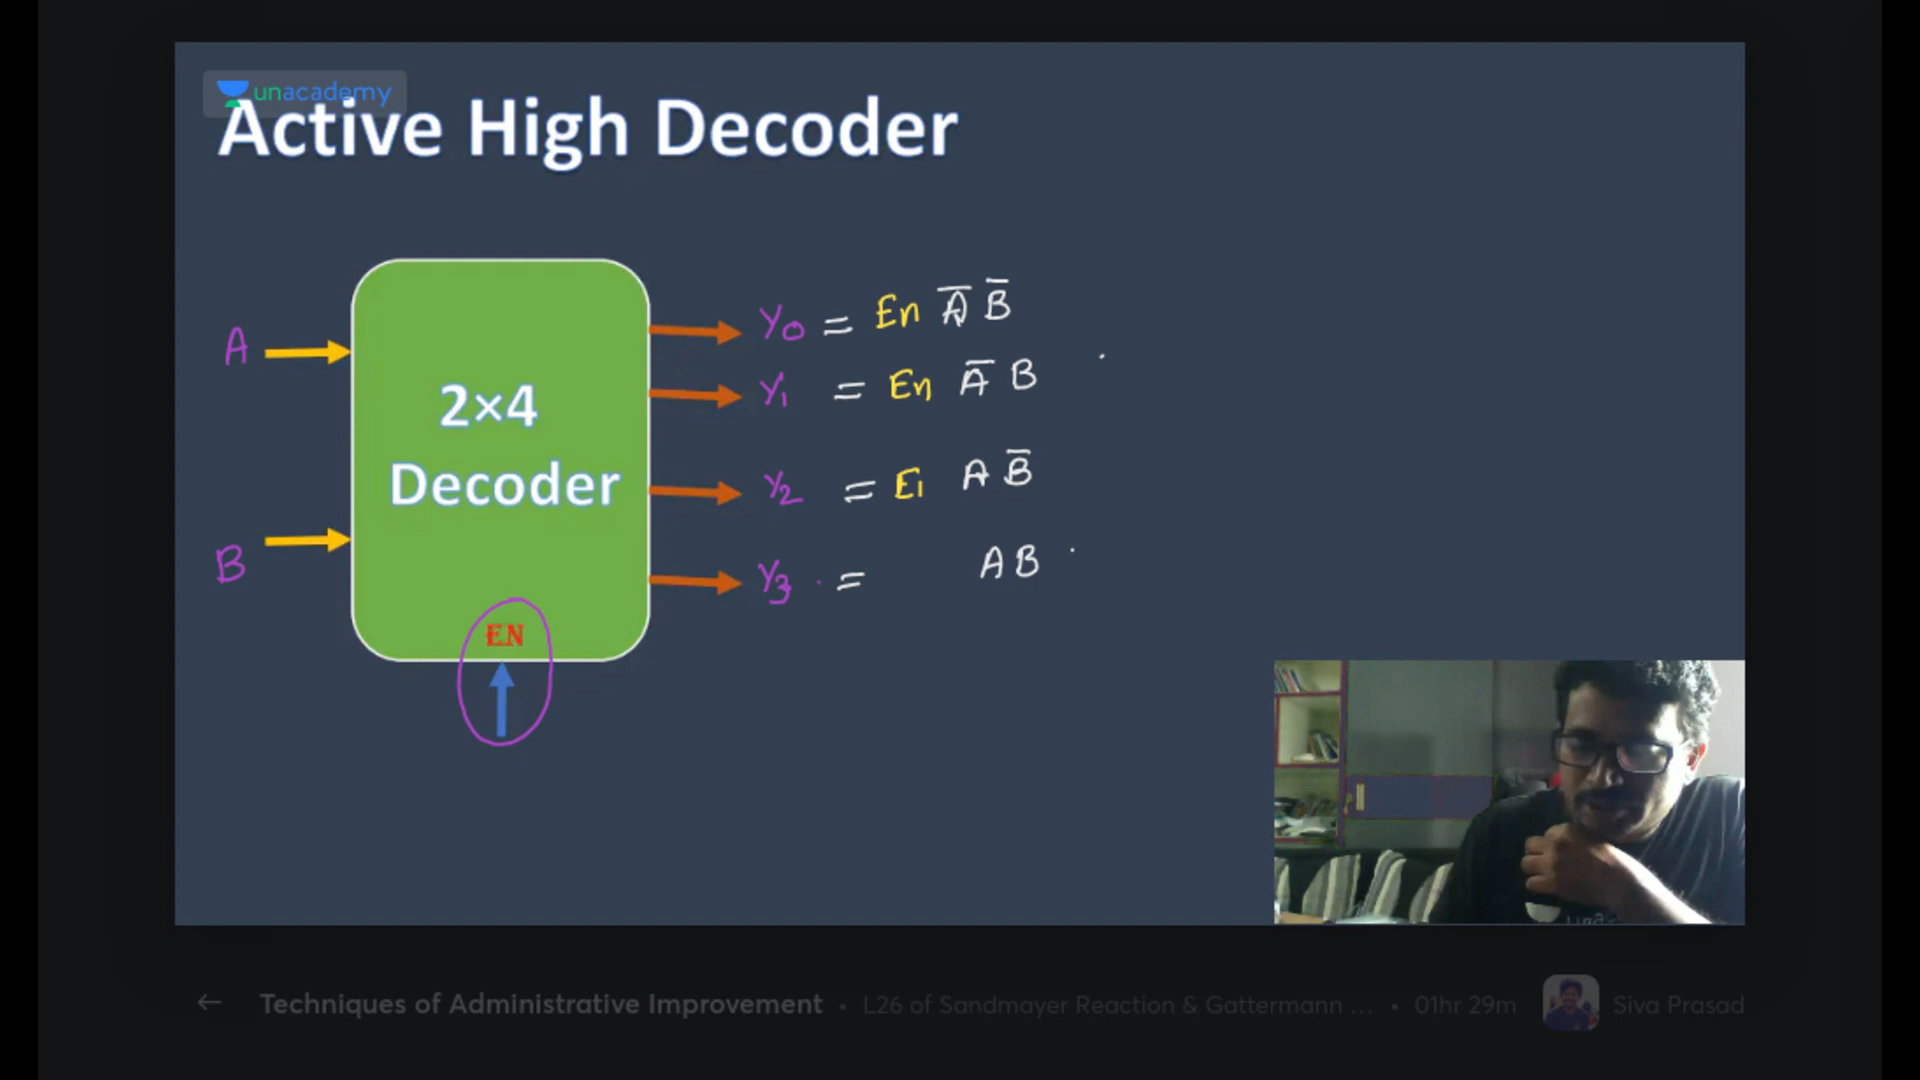 unacademy
Active High Decoder
A
B
2×4
Decoder
EN
Y0 = En A̅ B̅
Y1 = En A̅ B
Y2 = E1 A B̅
Y3 = A B
← Techniques of Administrative Improvement • L26 of Sandmayer Reaction & Gattermann ... • 01hr 29m Siva Prasad